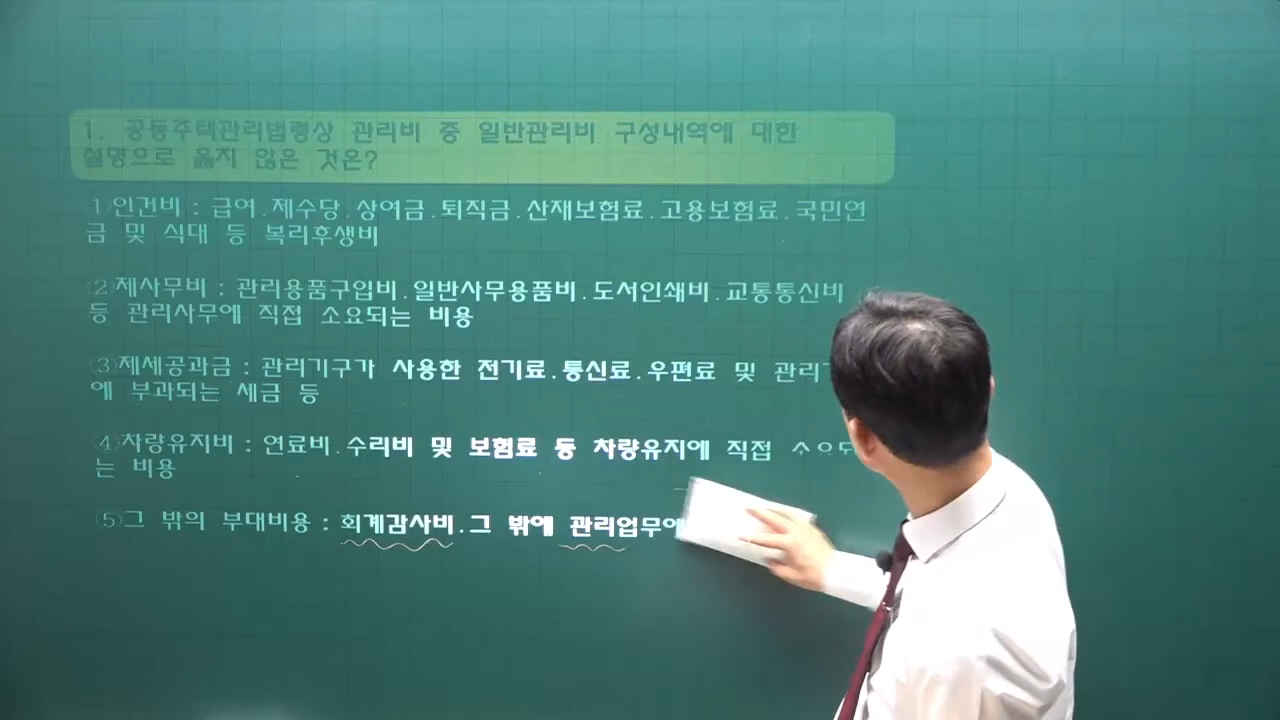 1. 공동주택관리법령상 관리비 중 일반관리비 구성내역에 대한
설명으로 옳지 않은 것은?
(1)인건비 : 급여.제수당.상여금.퇴직금.산재보험료.고용보험료.국민연
금 및 식대 등 복리후생비
(2)제사무비 : 관리용품구입비.일반사무용품비.도서인쇄비.교통통신비
등 관리사무에 직접 소요되는 비용
(3)제세공과금 : 관리기구가 사용한 전기료.통신료.우편료 및 관리
에 부과되는 세금 등
(4)차량유지비 : 연료비.수리비 및 보험료 등 차량유지에 직접
는 비용
(5)그 밖의 부대비용 : 회계감사비.그 밖에 관리업무에